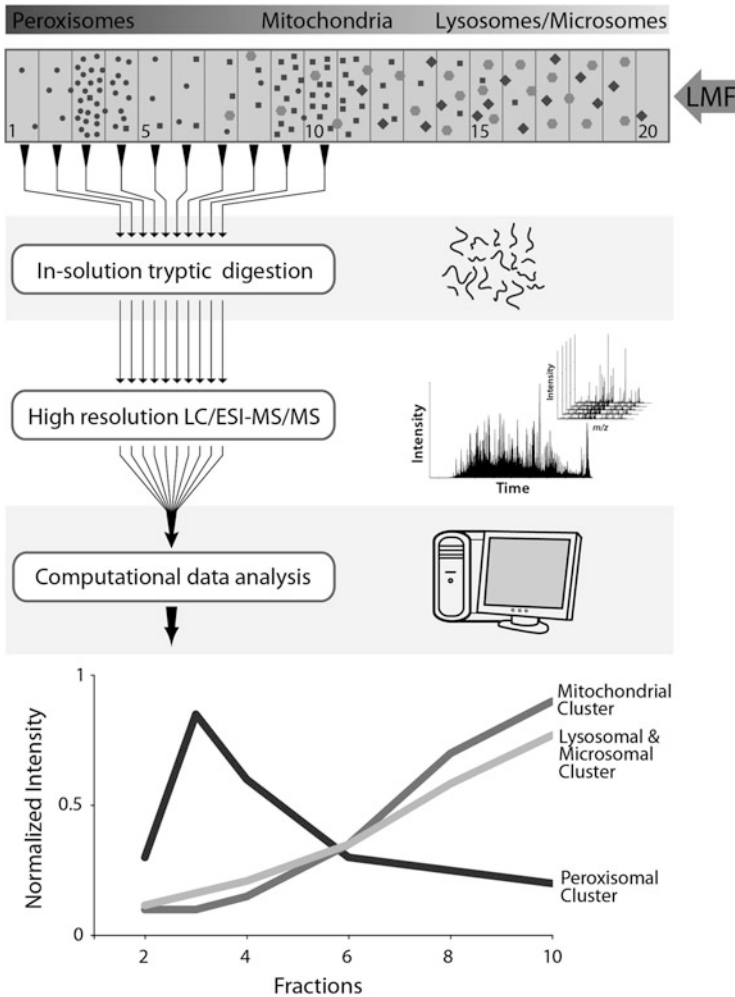 Peroxisomes Mitochondria Lysosomes/Microsomes
LMF
1 5 10 15 20
In-solution tryptic digestion
High resolution LC/ESI-MS/MS
Intensity
m/z
Intensity
Time
Computational data analysis
Normalized Intensity
1
0.5
0
2 4 6 8 10
Fractions
Mitochondrial
Cluster
Lysosomal &
Microsomal
Cluster
Peroxisomal
Cluster